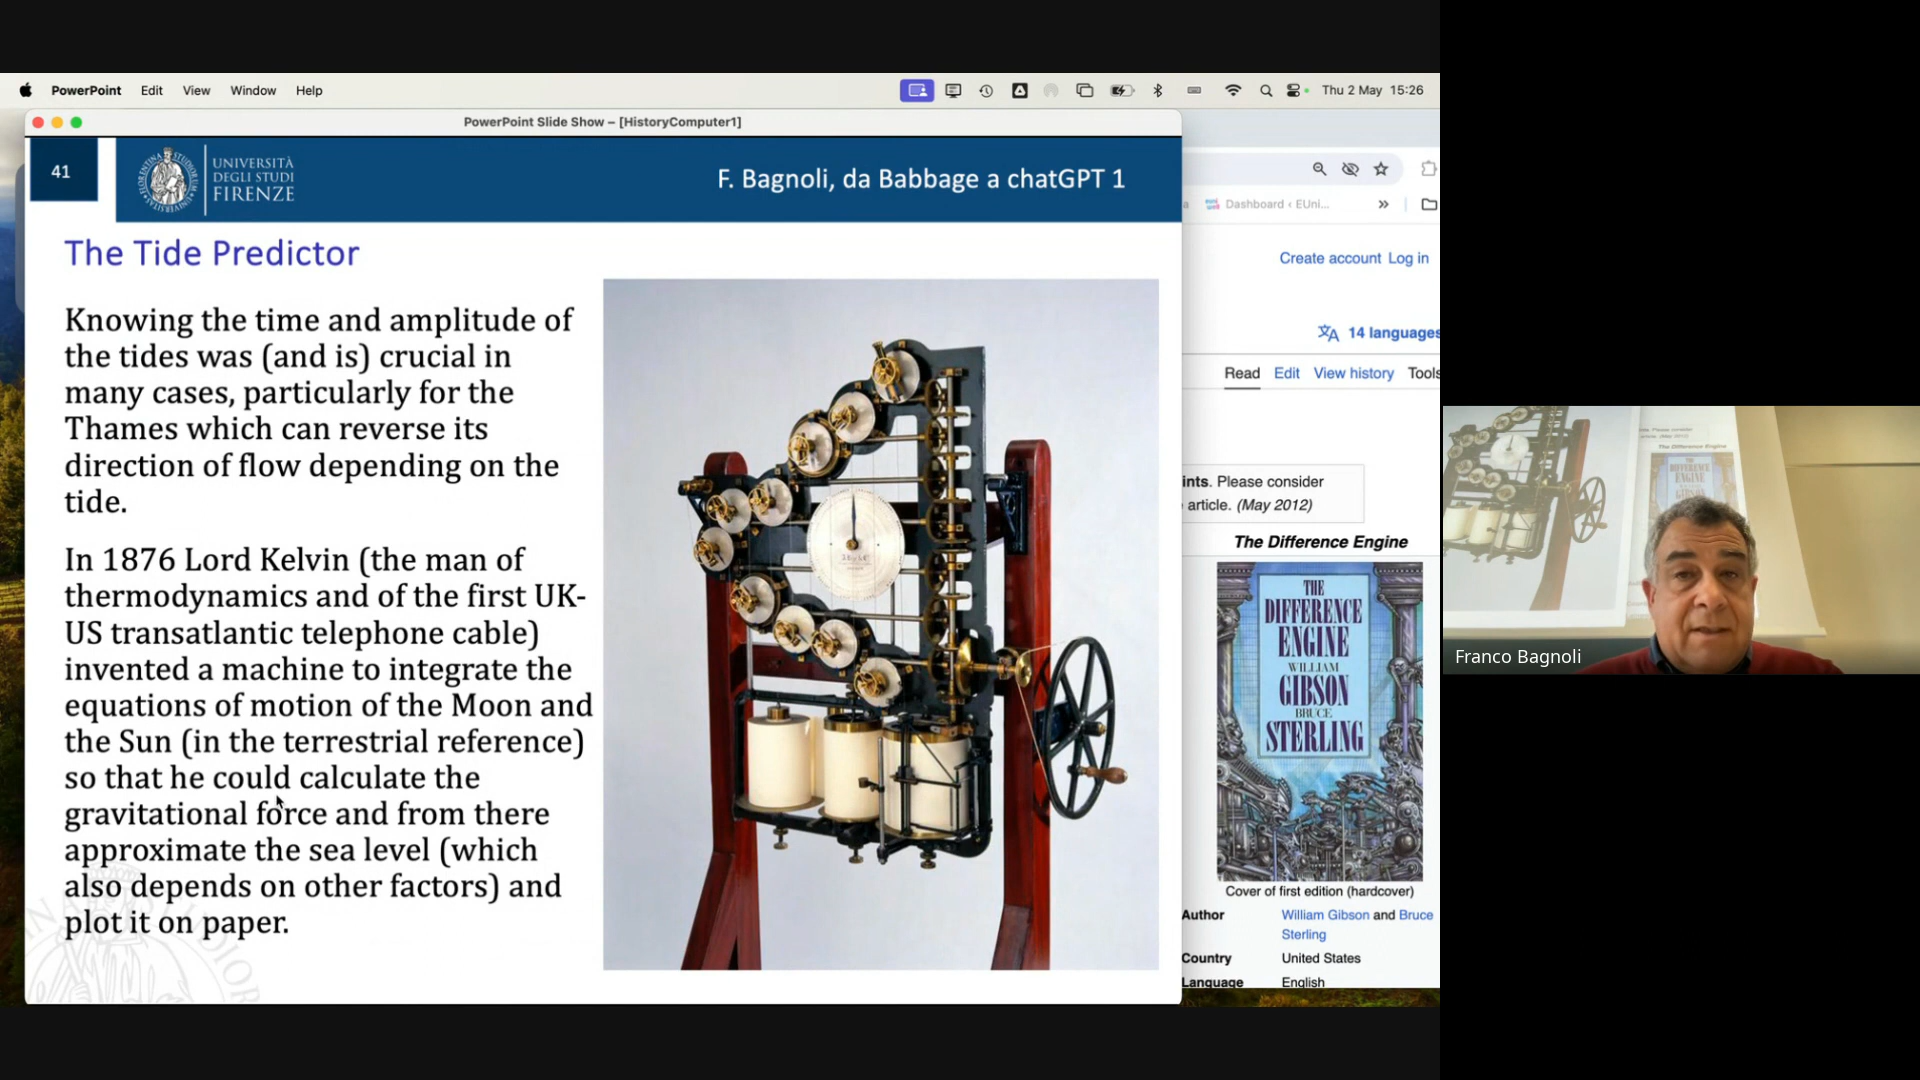 PowerPoint Edit View Window Help
Thu 2 May 15:26
PowerPoint Slide Show – [HistoryComputer1]
41
UNIVERSITÀ
DEGLI STUDI
FIRENZE
F. Bagnoli, da Babbage a chatGPT 1
The Tide Predictor
Knowing the time and amplitude of
the tides was (and is) crucial in
many cases, particularly for the
Thames which can reverse its
direction of flow depending on the
tide.
In 1876 Lord Kelvin (the man of
thermodynamics and of the first UK-
US transatlantic telephone cable)
invented a machine to integrate the
equations of motion of the Moon and
the Sun (in the terrestrial reference)
so that he could calculate the
gravitational force and from there
approximate the sea level (which
also depends on other factors) and
plot it on paper.
Dashboard ‹ EUni...
Create account Log in
14 languages
Read Edit View history Tools
ints. Please consider
article. (May 2012)
The Difference Engine
THE
DIFFERENCE
ENGINE
WILLIAM
GIBSON
BRUCE
STERLING
Cover of first edition (hardcover)
Author William Gibson and Bruce
Sterling
Country United States
Language English
Franco Bagnoli